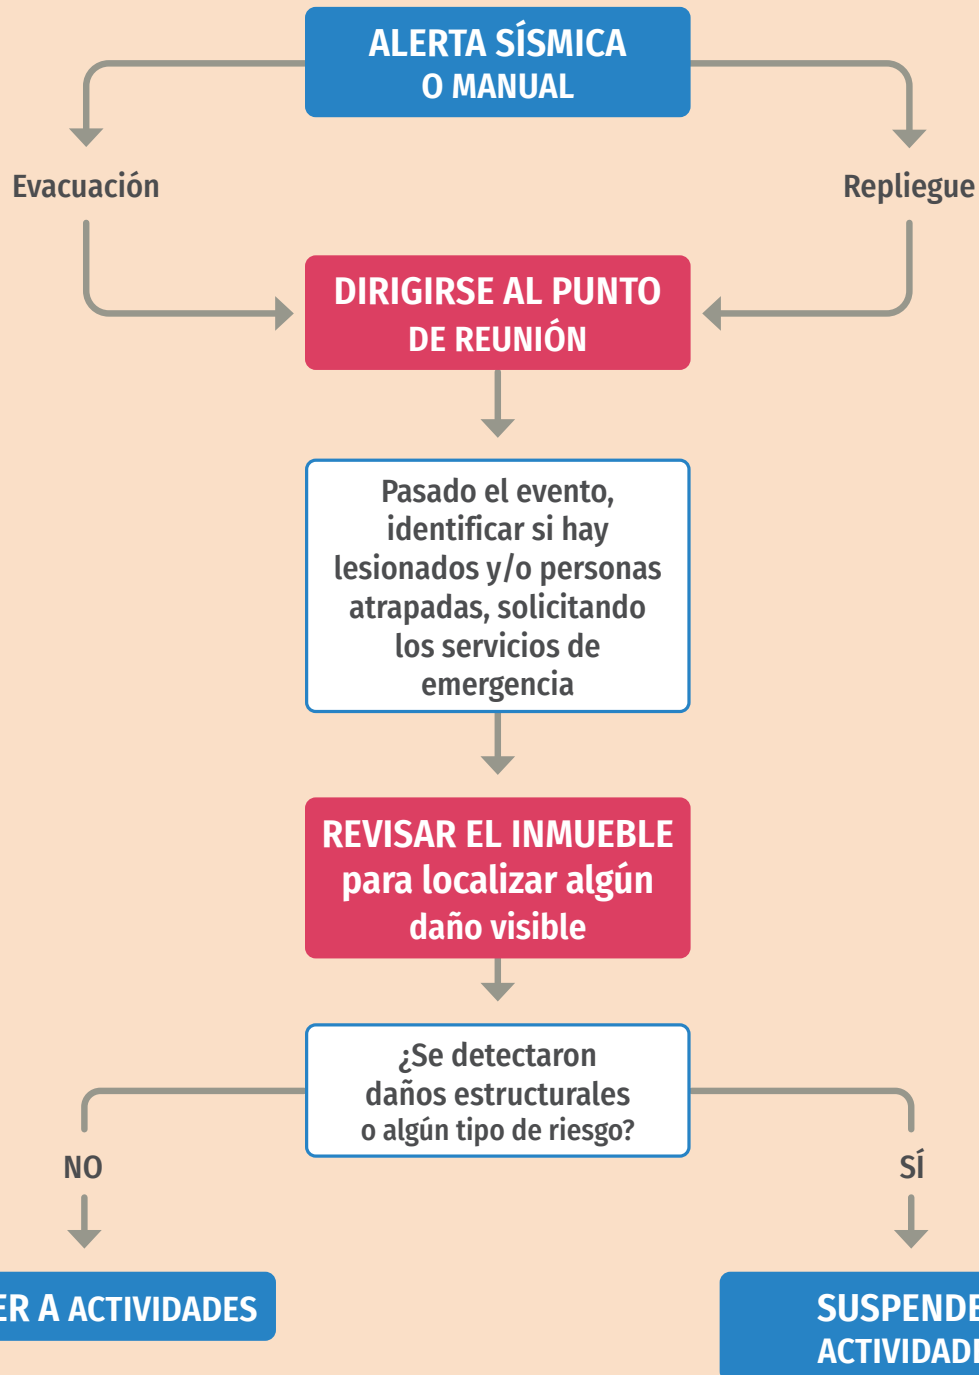 ALERTA SÍSMICA
O MANUAL
Evacuación
Repliegue
DIRIGIRSE AL PUNTO
DE REUNIÓN
Pasado el evento,
identificar si hay
lesionados y/o personas
atrapadas, solicitando
los servicios de
emergencia
REVISAR EL INMUEBLE
para localizar algún
daño visible
¿Se detectaron
daños estructurales
o algún tipo de riesgo?
NO
SÍ
A ACTIVIDADES
SUSPENDE
ACTIVIDAD